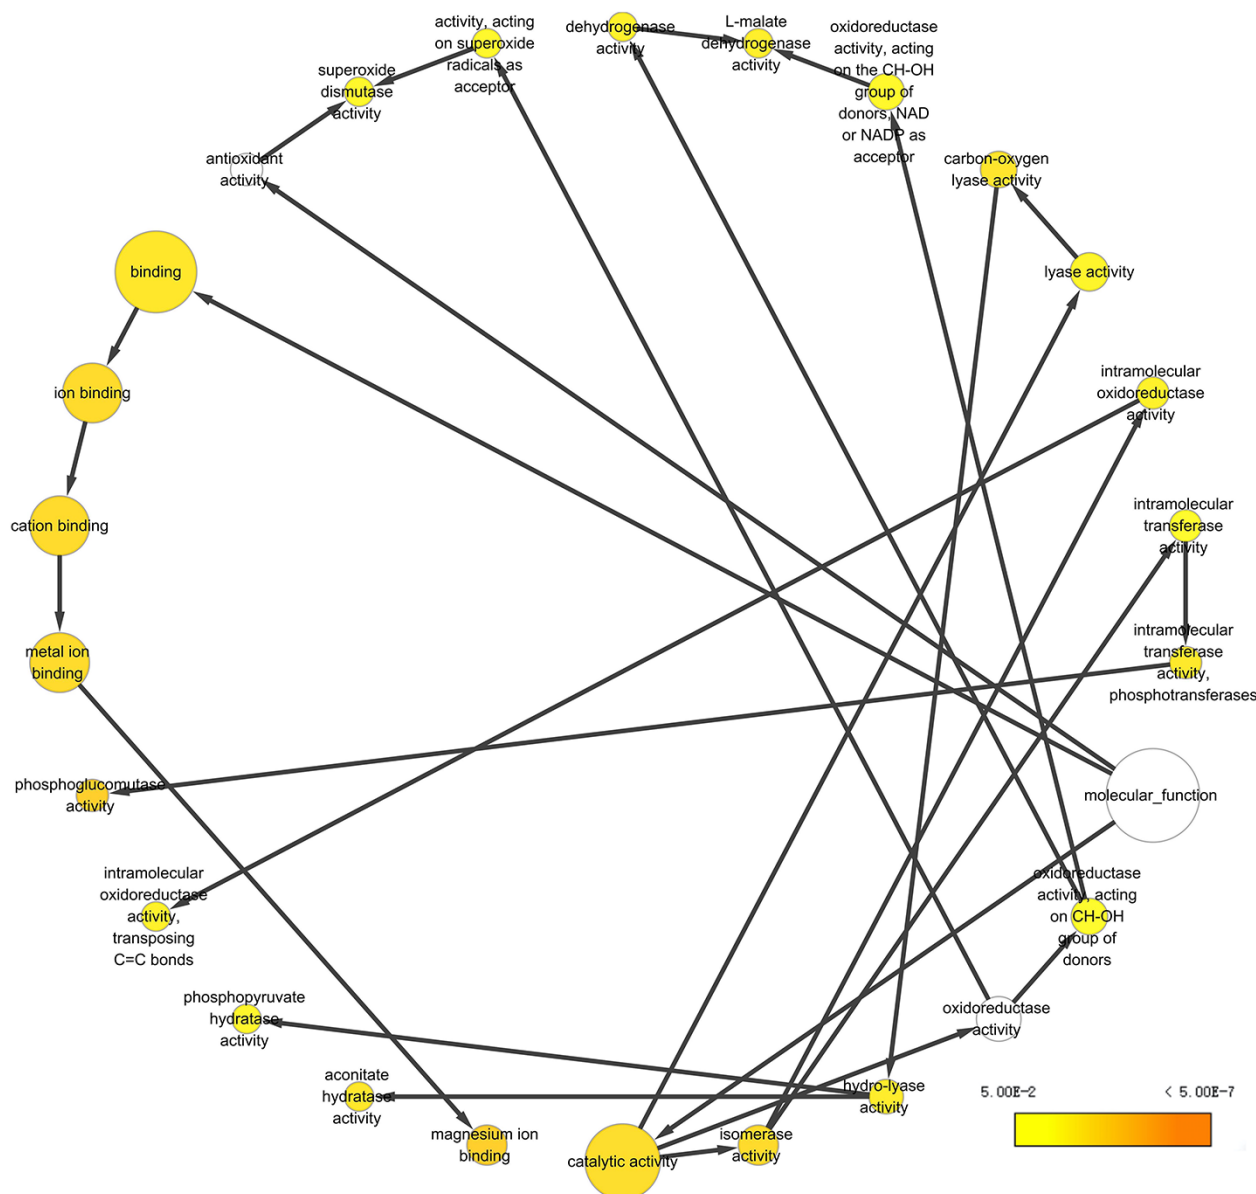 activity, acting
on superoxide
radicals as
acceptor
dehydrogenase
activity
L-malate
dehydrogenase
activity
oxidoreductase
activity, acting
on the CH-OH
group of
donors, NAD
or NADP as
acceptor
superoxide
dismutase
activity
antioxidant
activity
carbon-oxygen
lyase activity
binding
lyase activity
ion binding
intramolecular
oxidoreductase
activity
cation binding
intramolecular
transferase
activity
metal ion
binding
intramolecular
transferase
activity,
phosphotransferases
phosphoglucomutase
activity
molecular_function
intramolecular
oxidoreductase
activity,
transposing
C=C bonds
oxidoreductase
activity, acting
on CH-OH
group of
donors
phosphopyruvate
hydratase
activity
oxidoreductase
activity
aconitate
hydratase
activity
hydro-lyase
activity
magnesium ion
binding
catalytic activity
isomerase
activity
5.00E-2 < 5.00E-7